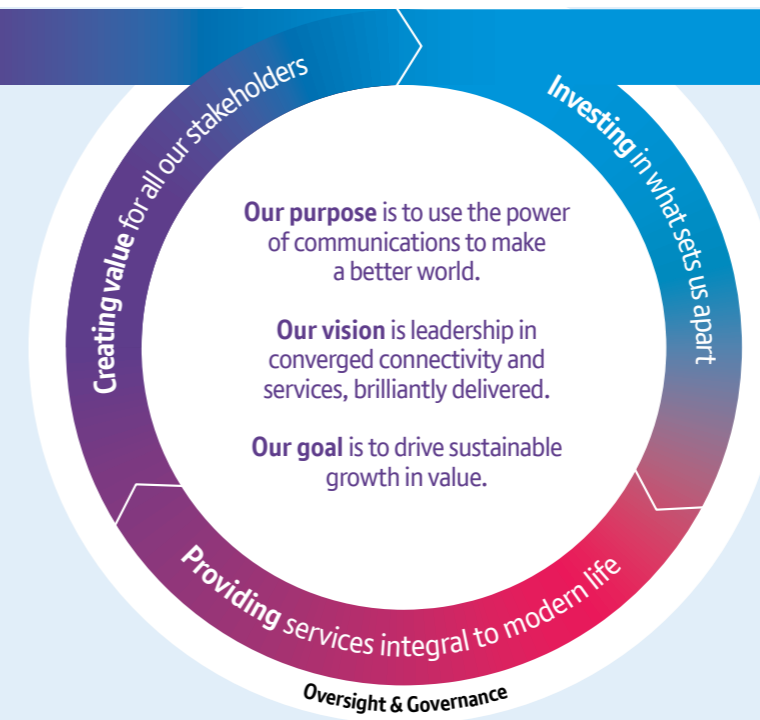 Creating value for all our stakeholders
Investing in what sets us apart
Our purpose is to use the power
of communications to make
a better world.
Our vision is leadership in
converged connectivity and
services, brilliantly delivered.
Our goal is to drive sustainable
growth in value.
Providing services integral to modern life
Oversight & Governance